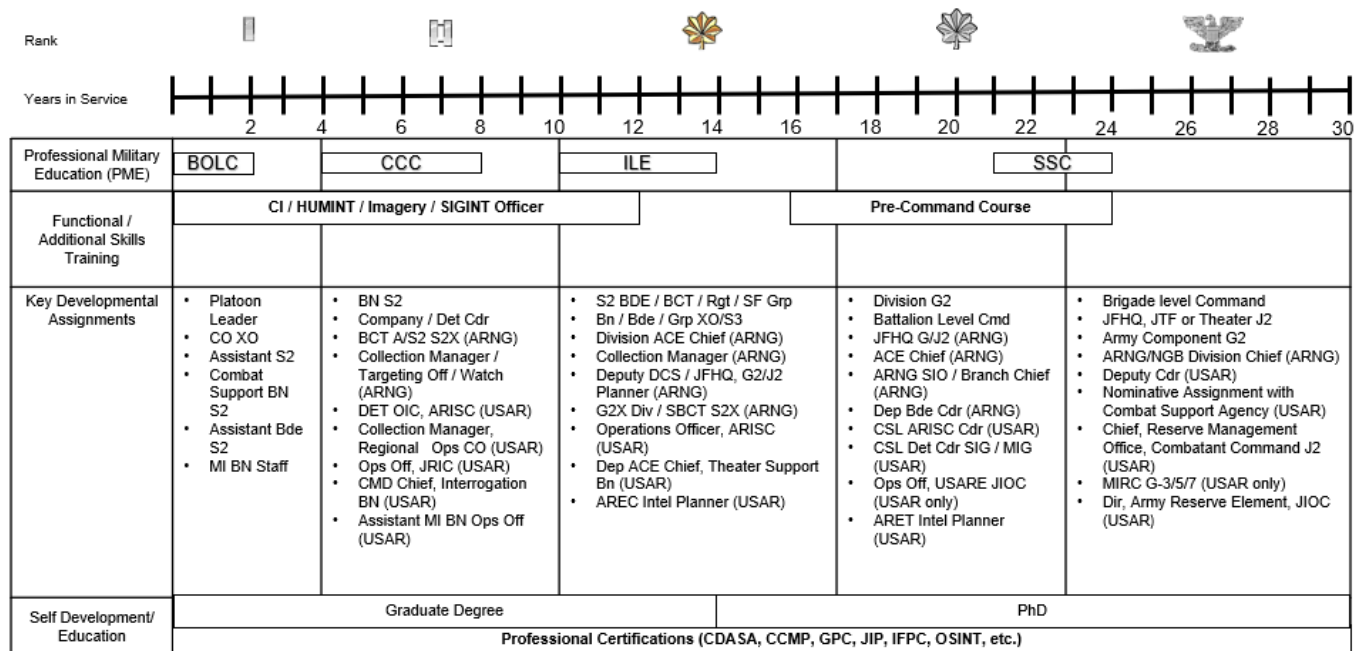 Rank
Years in Service
2 4 6 8 10 12 14 16 18 20 22 24 26 28 30
Professional Military
Education (PME)
BOLC
CCC
ILE
SSC
Functional /
Additional Skills
Training
CI / HUMINT / Imagery / SIGINT Officer
Pre-Command Course
Key Developmental
Assignments
• Platoon
Leader
• CO XO
• Assistant S2
• Combat
Support BN
S2
• Assistant Bde
S2
• MI BN Staff
• BN S2
• Company / Det Cdr
• BCT A/S2 S2X (ARNG)
• Collection Manager /
Targeting Off / Watch
(ARNG)
• DET OIC, ARISC (USAR)
• Collection Manager,
Regional Ops CO (USAR)
• Ops Off, JRIC (USAR)
• CMD Chief, Interrogation
BN (USAR)
• Assistant MI BN Ops Off
(USAR)
• S2 BDE / BCT / Rgt / SF Grp
• Bn / Bde / Grp XO/S3
• Division ACE Chief (ARNG)
• Collection Manager (ARNG)
• Deputy DCS / JFHQ, G2/J2
Planner (ARNG)
• G2X Div / SBCT S2X (ARNG)
• Operations Officer, ARISC
(USAR)
• Dep ACE Chief, Theater Support
Bn (USAR)
• AREC Intel Planner (USAR)
• Division G2
• Battalion Level Cmd
• JFHQ G/J2 (ARNG)
• ACE Chief (ARNG)
• ARNG SIO / Branch Chief
(ARNG)
• Dep Bde Cdr (ARNG)
• CSL ARISC Cdr (USAR)
• CSL Det Cdr SIG / MIG
(USAR)
• Ops Off, USARE JIOC
(USAR only)
• ARET Intel Planner
(USAR)
• Brigade level Command
• JFHQ, JTF or Theater J2
• Army Component G2
• ARNG/NGB Division Chief (ARNG)
• Deputy Cdr (USAR)
• Nominative Assignment with
Combat Support Agency (USAR)
• Chief, Reserve Management
Office, Combatant Command J2
(USAR)
• MIRC G-3/5/7 (USAR only)
• Dir, Army Reserve Element, JIOC
(USAR)
Self Development/
Education
Graduate Degree
PhD
Professional Certifications (CDASA, CCMP, GPC, JIP, IFPC, OSINT, etc.)